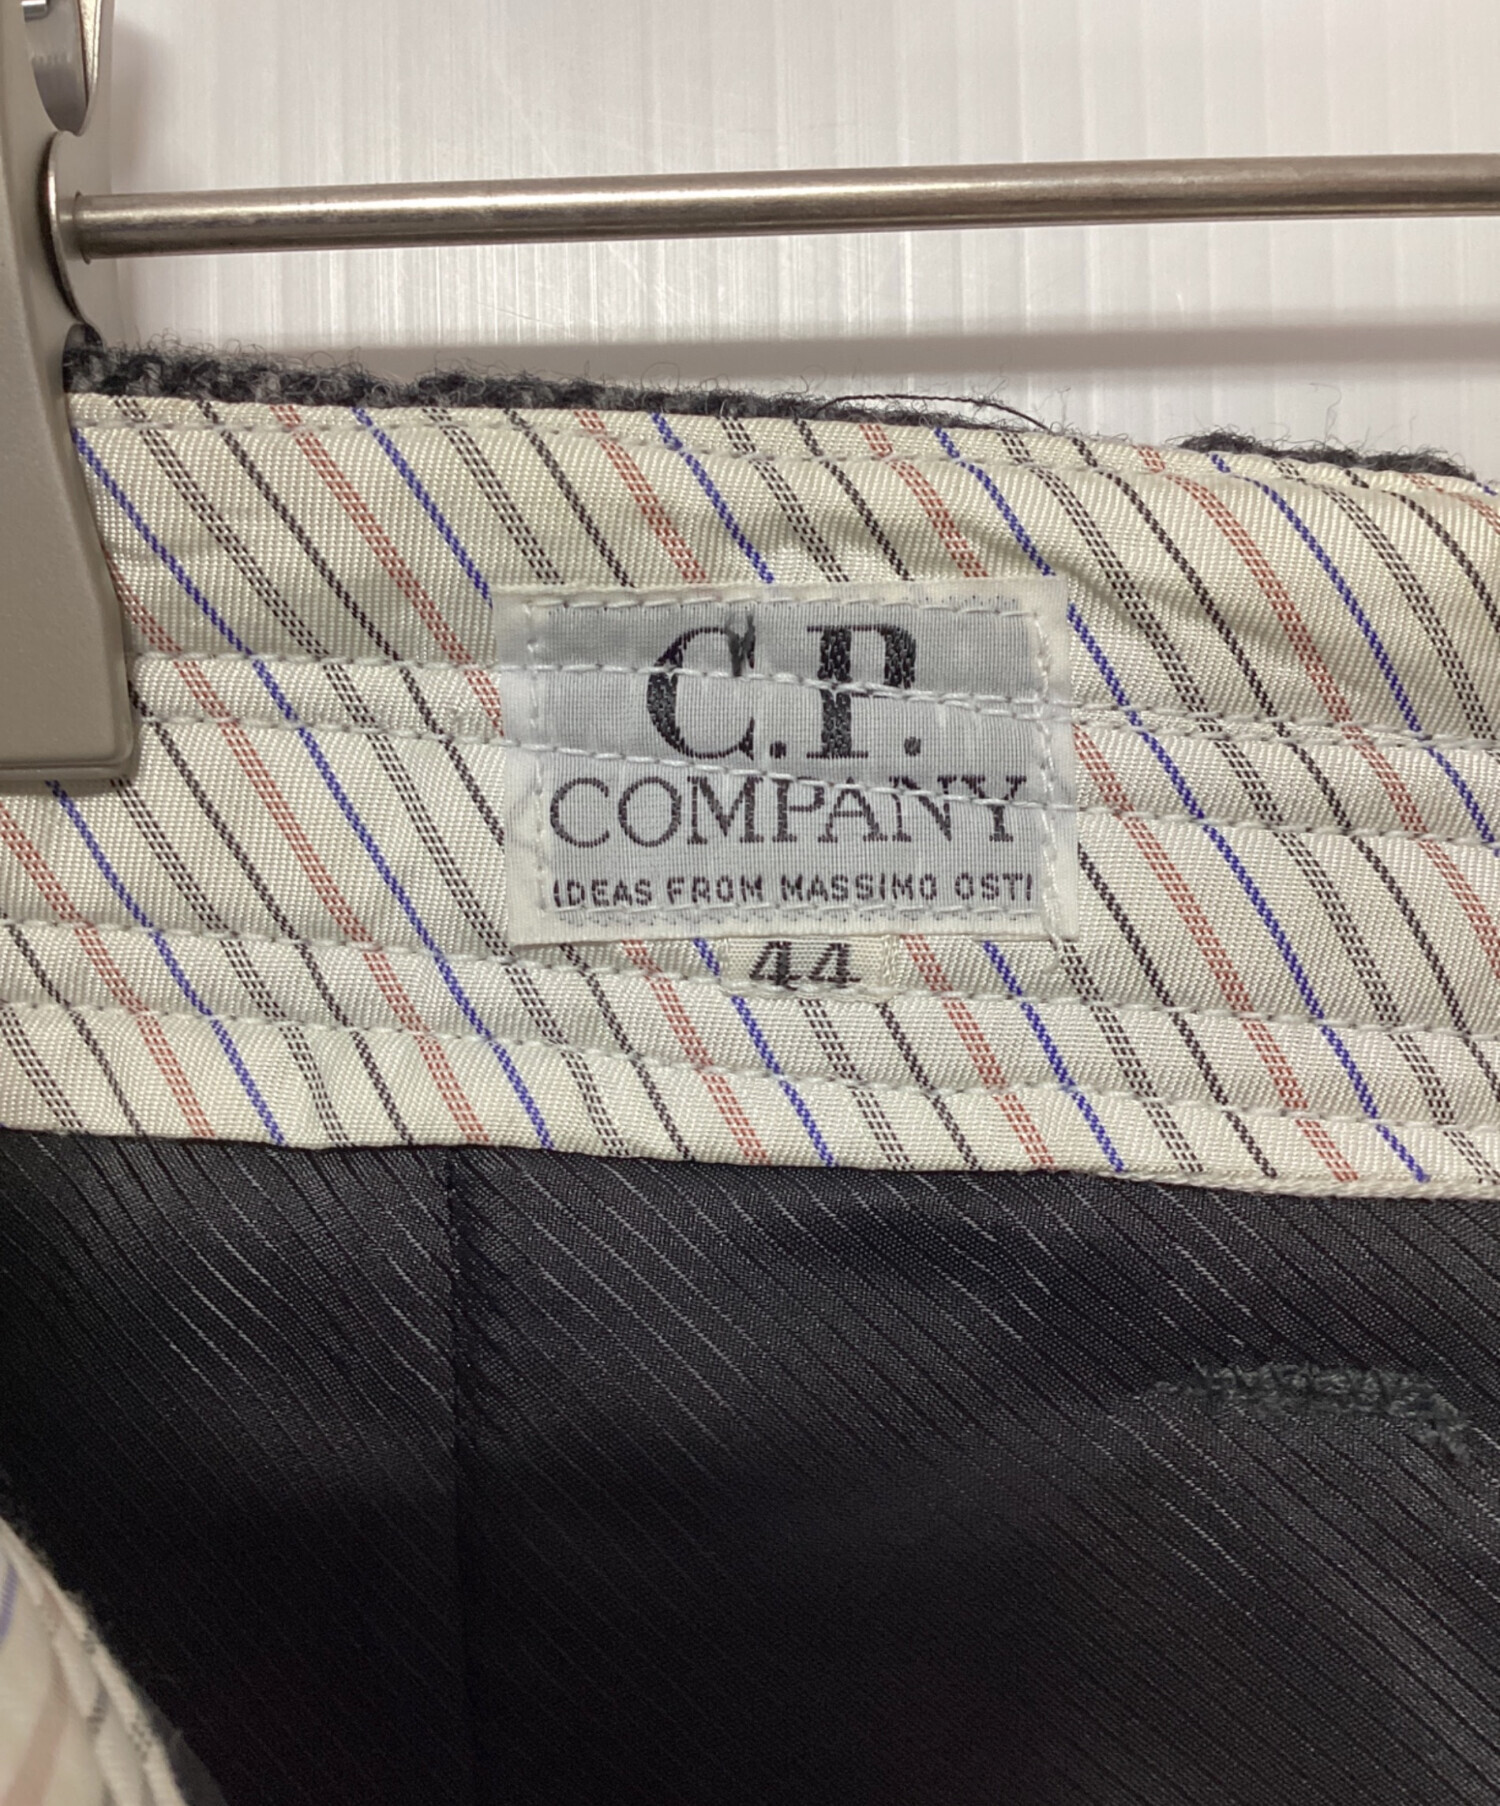 C.P.
COMPANY
IDEAS FROM MASSIMO OSTI
44